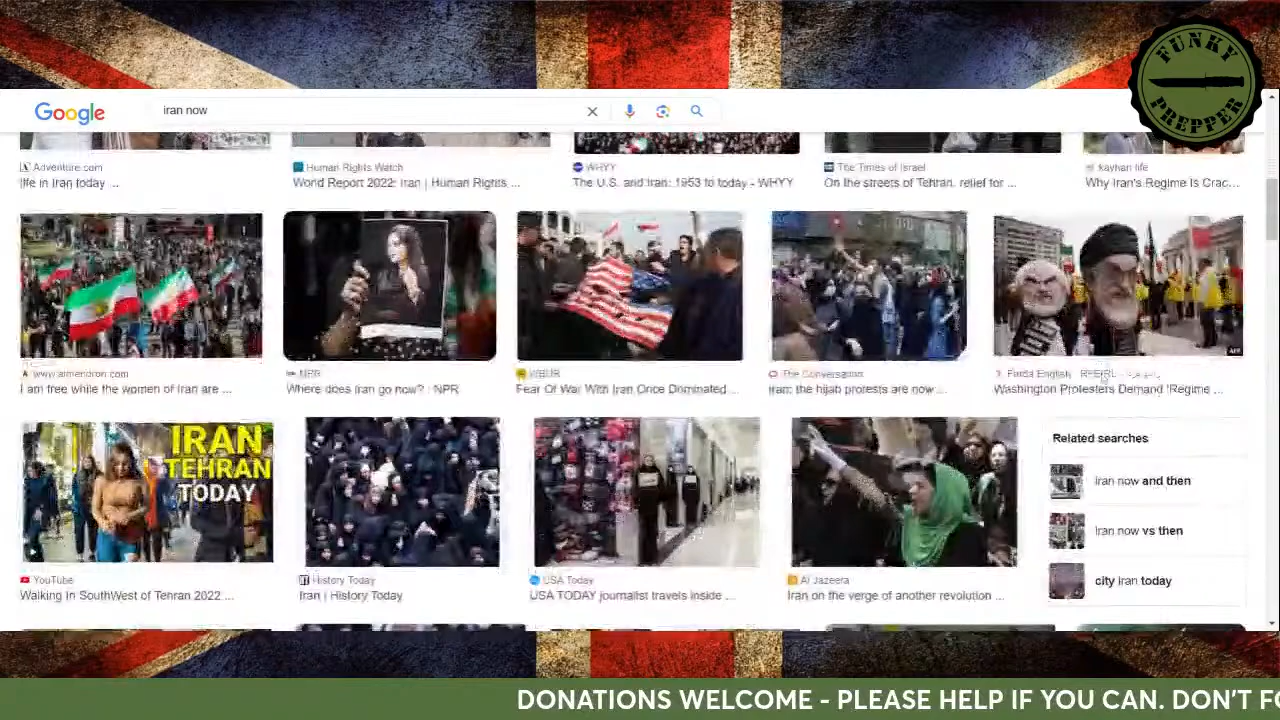 FUNKY
PREPPER
Google
iran now
Adventure.com
life in Iran today ...
Human Rights Watch
World Report 2022: Iran | Human Rights ...
WHYY
The U.S. and Iran: 1953 to today - WHYY
The Times of Israel
On the streets of Tehran, relief for ...
kayhan life
Why Iran's Regime Is Crac...
www.almendron.com
I am free while the women of Iran are ...
NPR
Where does Iran go now? : NPR
WBUR
Fear Of War With Iran Once Dominated ...
The Conversation
Iran: the hijab protests are now ...
AFP
Farda English
Washington Protesters Demand 'Regime ...
IRAN
TEHRAN
TODAY
YouTube
Walking in SouthWest of Tehran 2022 ...
History Today
Iran | History Today
USA Today
USA TODAY journalist travels inside ...
Al Jazeera
Iran on the verge of another revolution ...
Related searches
Iran now and then
Iran now vs then
city iran today
DONATIONS WELCOME - PLEASE HELP IF YOU CAN. DON'T FO